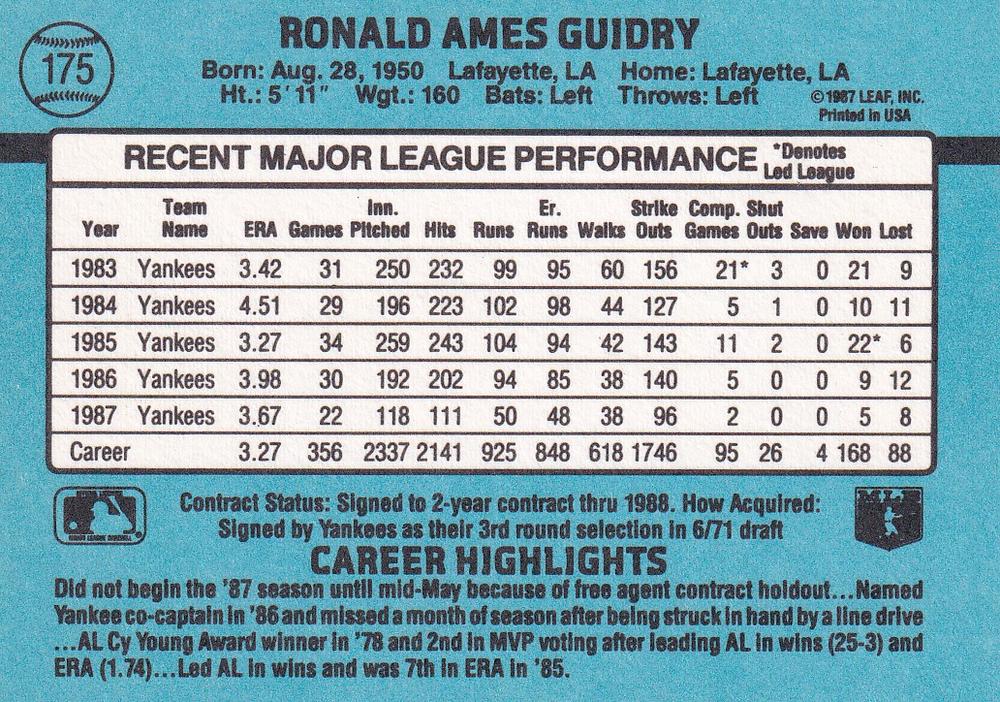 175
RONALD AMES GUIDRY
Born: Aug. 28, 1950 Lafayette, LA Home: Lafayette, LA
Ht.: 5'11" Wgt.: 160 Bats: Left Throws: Left
©1987 LEAF, INC.
Printed in USA
RECENT MAJOR LEAGUE PERFORMANCE *Denotes Led League
Year Team Name ERA Games Inn. Pitched Hits Runs Er. Runs Walks Strike Outs Comp. Games Shut Outs Save Won Lost
1983 Yankees 3.42 31 250 232 99 95 60 156 21* 3 0 21 9
1984 Yankees 4.51 29 196 223 102 98 44 127 5 1 0 10 11
1985 Yankees 3.27 34 259 243 104 94 42 143 11 2 0 22* 6
1986 Yankees 3.98 30 192 202 94 85 38 140 5 0 0 9 12
1987 Yankees 3.67 22 118 111 50 48 38 96 2 0 0 5 8
Career 3.27 356 2337 2141 925 848 618 1746 95 26 4 168 88
Contract Status: Signed to 2-year contract thru 1988. How Acquired:
Signed by Yankees as their 3rd round selection in 6/71 draft
MAJOR LEAGUE BASEBALL
CAREER HIGHLIGHTS
Did not begin the '87 season until mid-May because of free agent contract holdout...Named
Yankee co-captain in '86 and missed a month of season after being struck in hand by a line drive
...AL Cy Young Award winner in '78 and 2nd in MVP voting after leading AL in wins (25-3) and
ERA (1.74)...Led AL in wins and was 7th in ERA in '85.